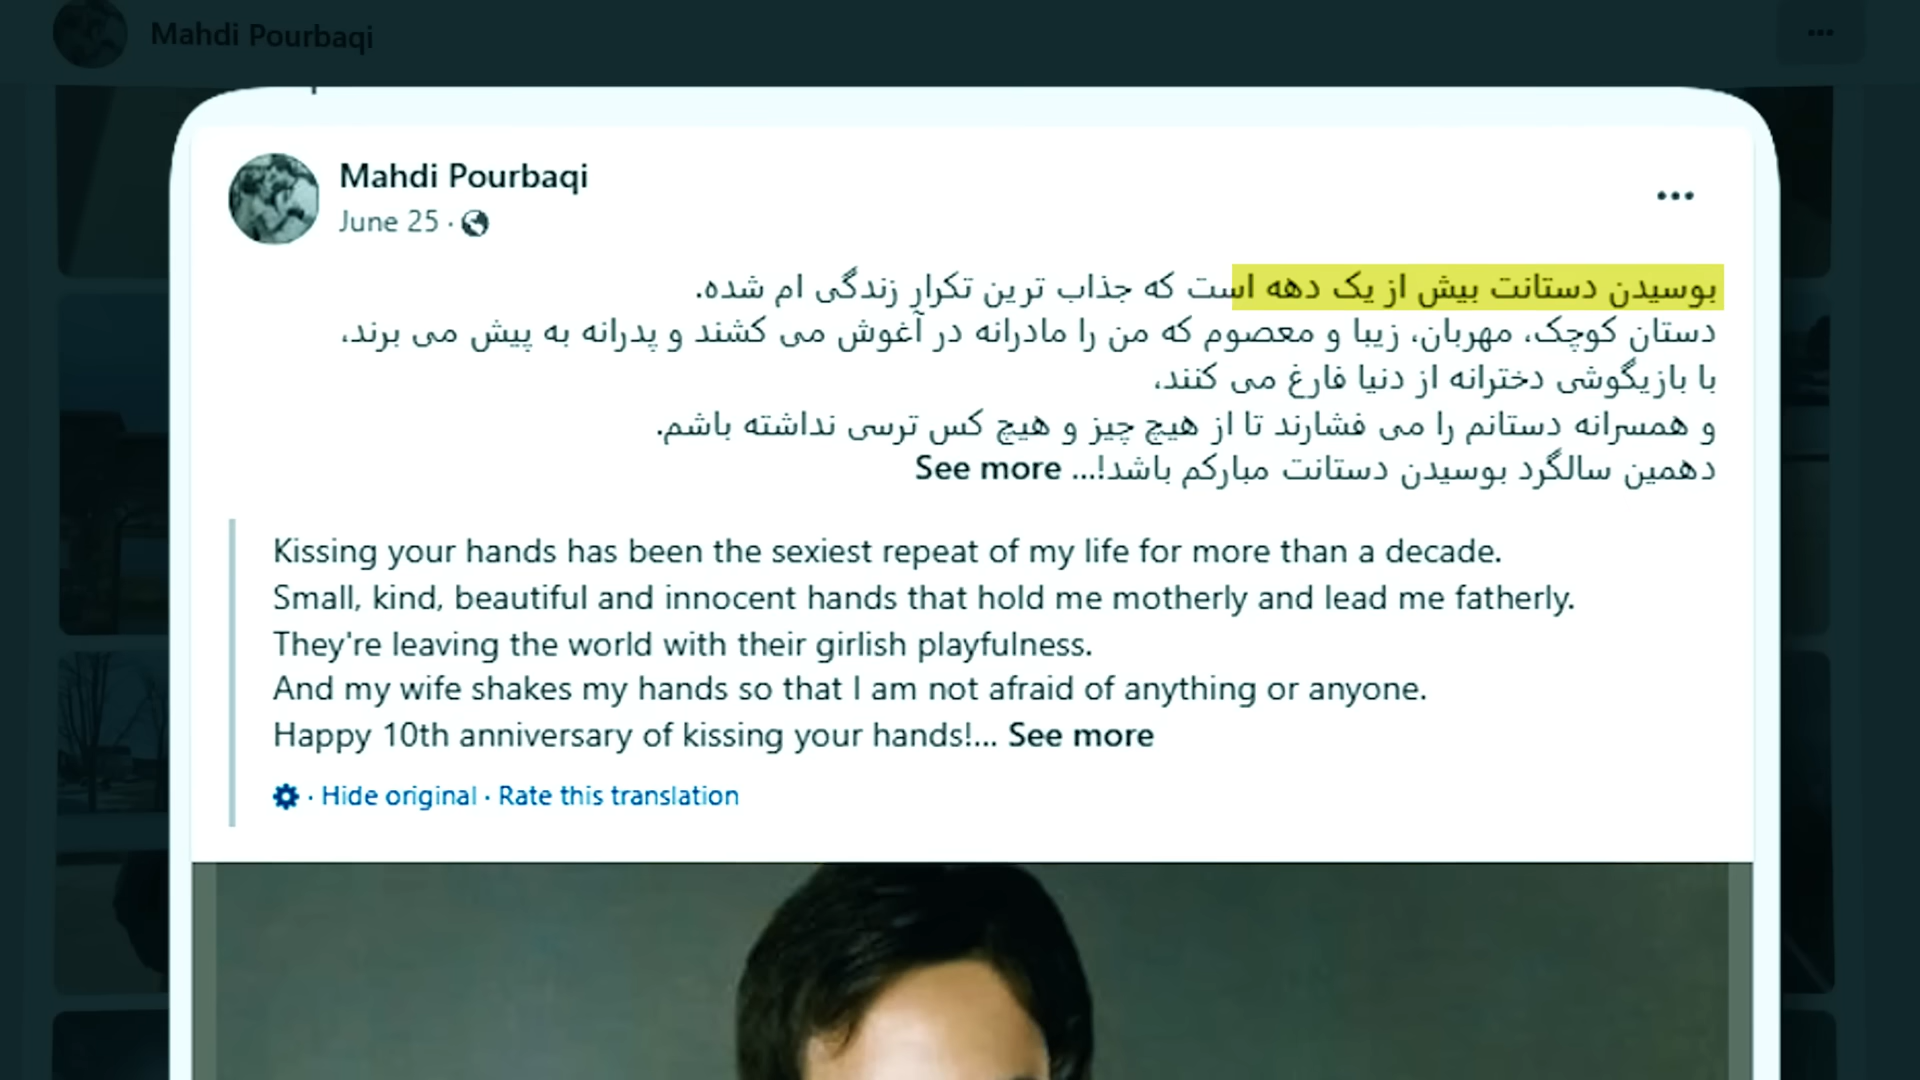 Mahdi Pourbaqi
Mahdi Pourbaqi
June 25 ·
بوسیدن دستانت بیش از یک دهه است که جذاب ترین تکرارِ زندگی ام شده.
دستان کوچک، مهربان، زیبا و معصوم که من را مادرانه در آغوش می کشند و پدرانه به پیش می برند،
با بازیگوشی دخترانه از دنیا فارغ می کنند،
و همسرانه دستانم را می فشارند تا از هیچ چیز و هیچ کس ترسی نداشته باشم.
دهمین سالگرد بوسیدن دستانت مبارکم باشد!... See more
Kissing your hands has been the sexiest repeat of my life for more than a decade.
Small, kind, beautiful and innocent hands that hold me motherly and lead me fatherly.
They're leaving the world with their girlish playfulness.
And my wife shakes my hands so that I am not afraid of anything or anyone.
Happy 10th anniversary of kissing your hands!... See more
· Hide original · Rate this translation